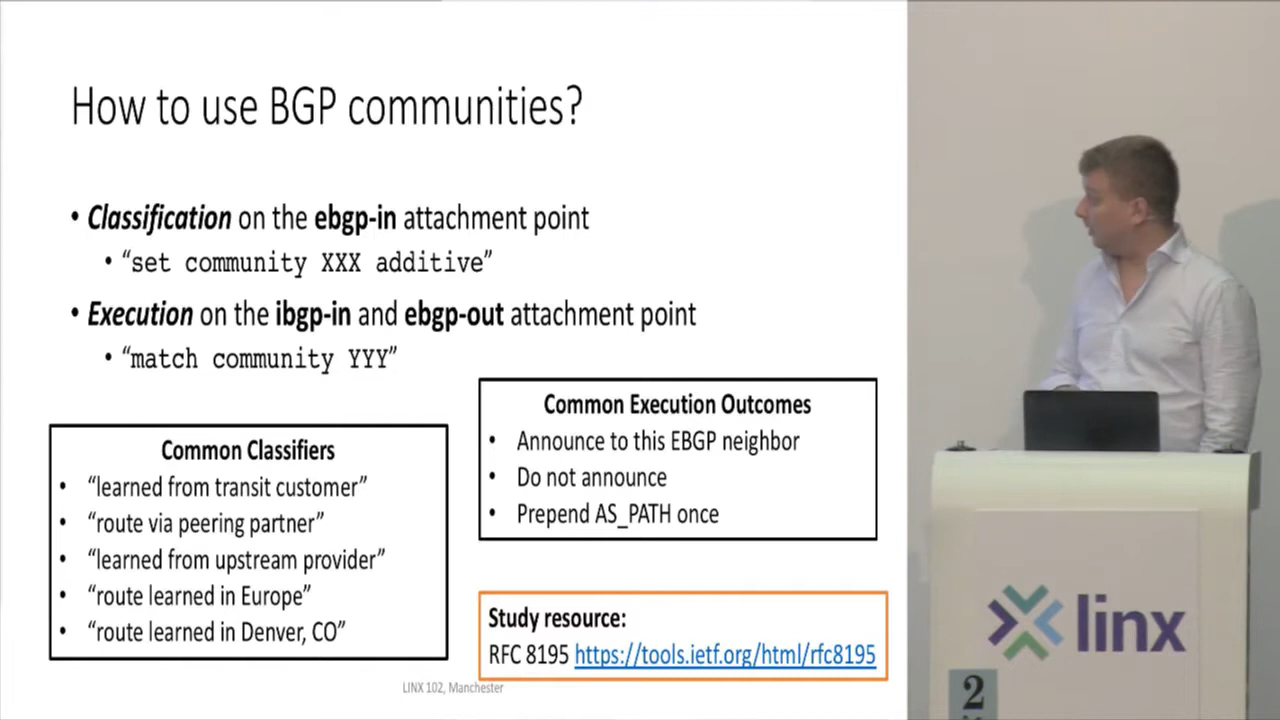 How to use BGP communities?
• Classification on the ebgp-in attachment point
• “set community XXX additive”
• Execution on the ibgp-in and ebgp-out attachment point
• “match community YYY”
Common Classifiers
• “learned from transit customer”
• “route via peering partner”
• “learned from upstream provider”
• “route learned in Europe”
• “route learned in Denver, CO”
Common Execution Outcomes
• Announce to this EBGP neighbor
• Do not announce
• Prepend AS_PATH once
Study resource:
RFC 8195 https://tools.ietf.org/html/rfc8195
LINX 102, Manchester
linx
2